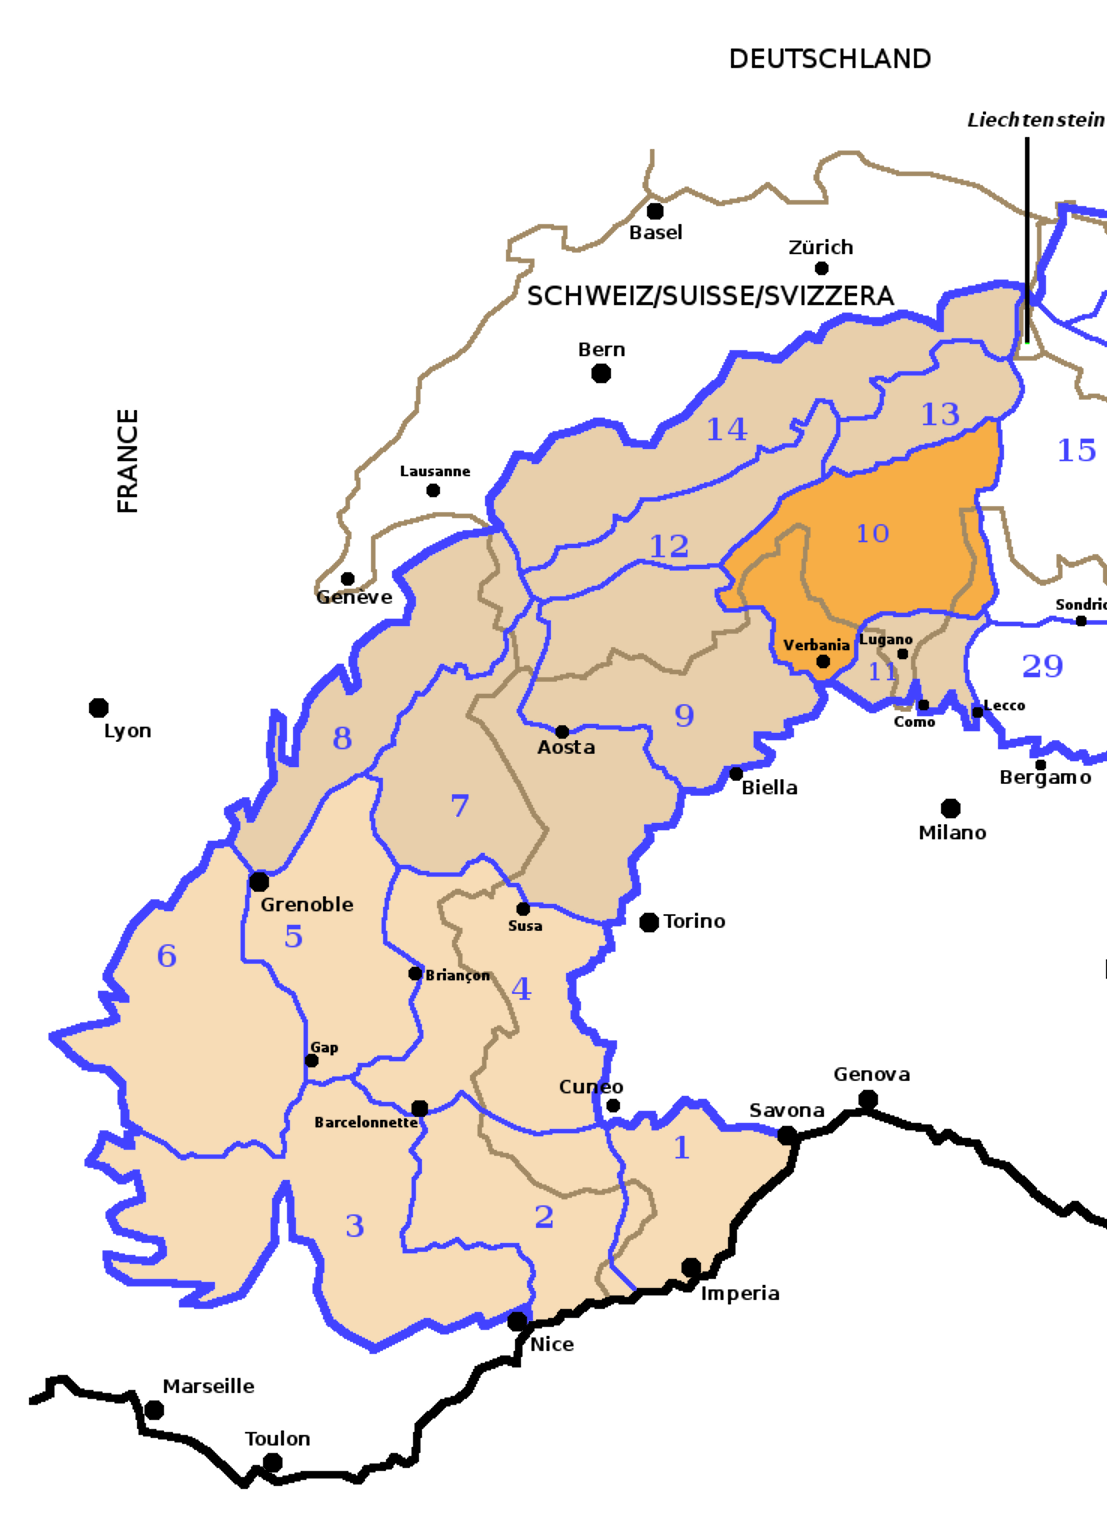 DEUTSCHLAND
Liechtenstein
Basel
Zürich
SCHWEIZ/SUISSE/SVIZZERA
Bern
FRANCE
13
14
15
Lausanne
10
12
Genève
Sondrio
Verbania
Lugano
11
29
Lyon
8
9
Lecco
Como
Aosta
Bergamo
Biella
7
Milano
Grenoble
Torino
Susa
5
6
Briançon
4
Gap
Genova
Cuneo
Savona
Barcelonnette
1
2
3
Imperia
Nice
Marseille
Toulon